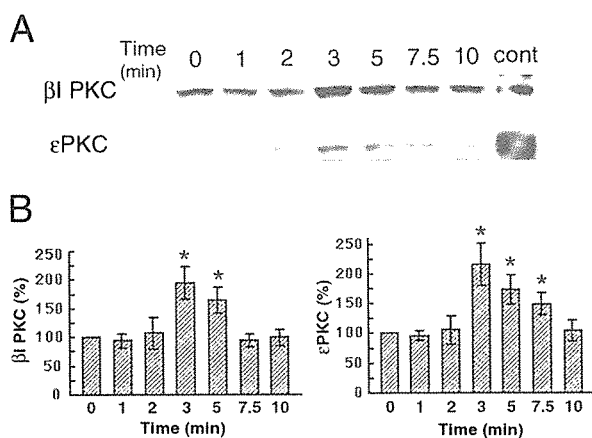 A
Time (min) 0 1 2 3 5 7.5 10 cont
βI PKC
εPKC
B
βI PKC (%)
250
200
150
100
50
0
* *
0 1 2 3 5 7.5 10
Time (min)
εPKC (%)
250
200
150
100
50
0
* * *
0 1 2 3 5 7.5 10
Time (min)